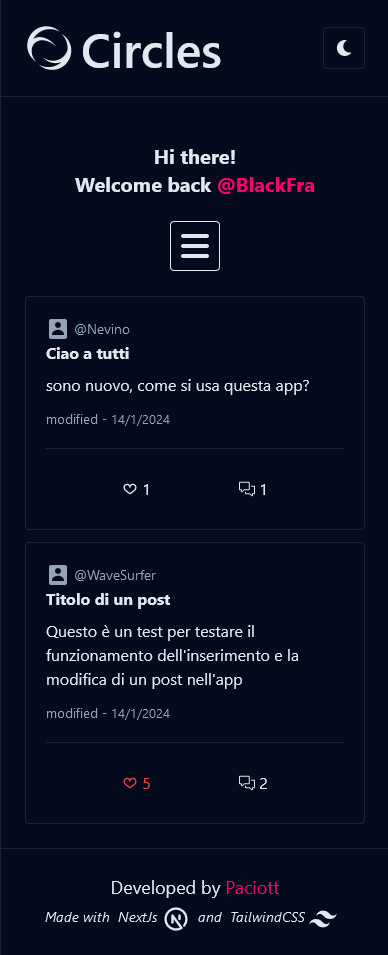 Circles
Hi there!
Welcome back @BlackFra
@Nevino
Ciao a tutti
sono nuovo, come si usa questa app?
modified - 14/1/2024
1 1
@WaveSurfer
Titolo di un post
Questo è un test per testare il
funzionamento dell'inserimento e la
modifica di un post nell'app
modified - 14/1/2024
5 2
Developed by Paciott
Made with NextJs N and TailwindCSS